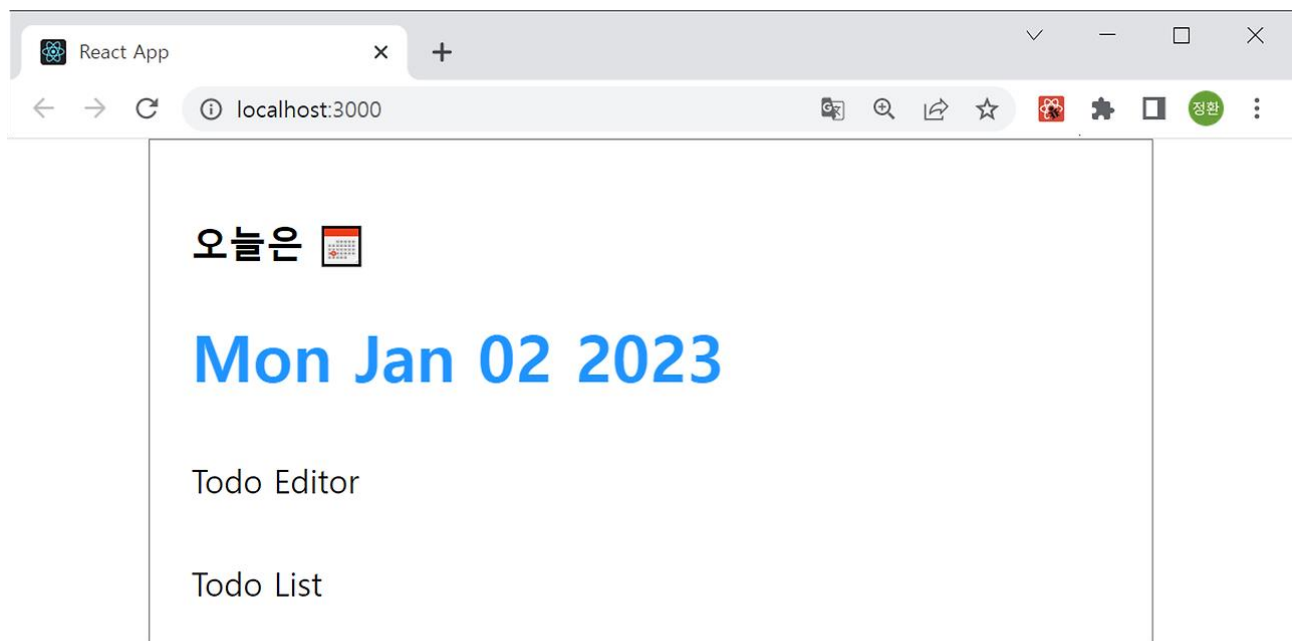 React App
localhost:3000
정환
오늘은 📅
Mon Jan 02 2023
Todo Editor
Todo List